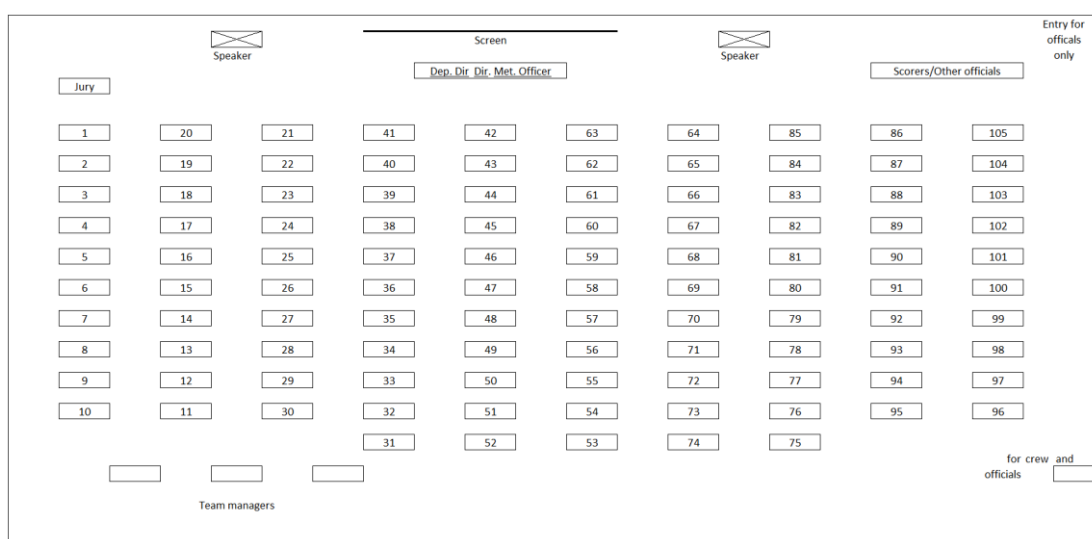 Entry for
officals
only
Screen
Speaker
Speaker
Dep. Dir Dir. Met. Officer
Scorers/Other officials
Jury
1 20 21 41 42 63 64 85 86 105
2 19 22 40 43 62 65 84 87 104
3 18 23 39 44 61 66 83 88 103
4 17 24 38 45 60 67 82 89 102
5 16 25 37 46 59 68 81 90 101
6 15 26 36 47 58 69 80 91 100
7 14 27 35 48 57 70 79 92 99
8 13 28 34 49 56 71 78 93 98
9 12 29 33 50 55 72 77 94 97
10 11 30 32 51 54 73 76 95 96
31 52 53 74 75
for crew and
officials
Team managers